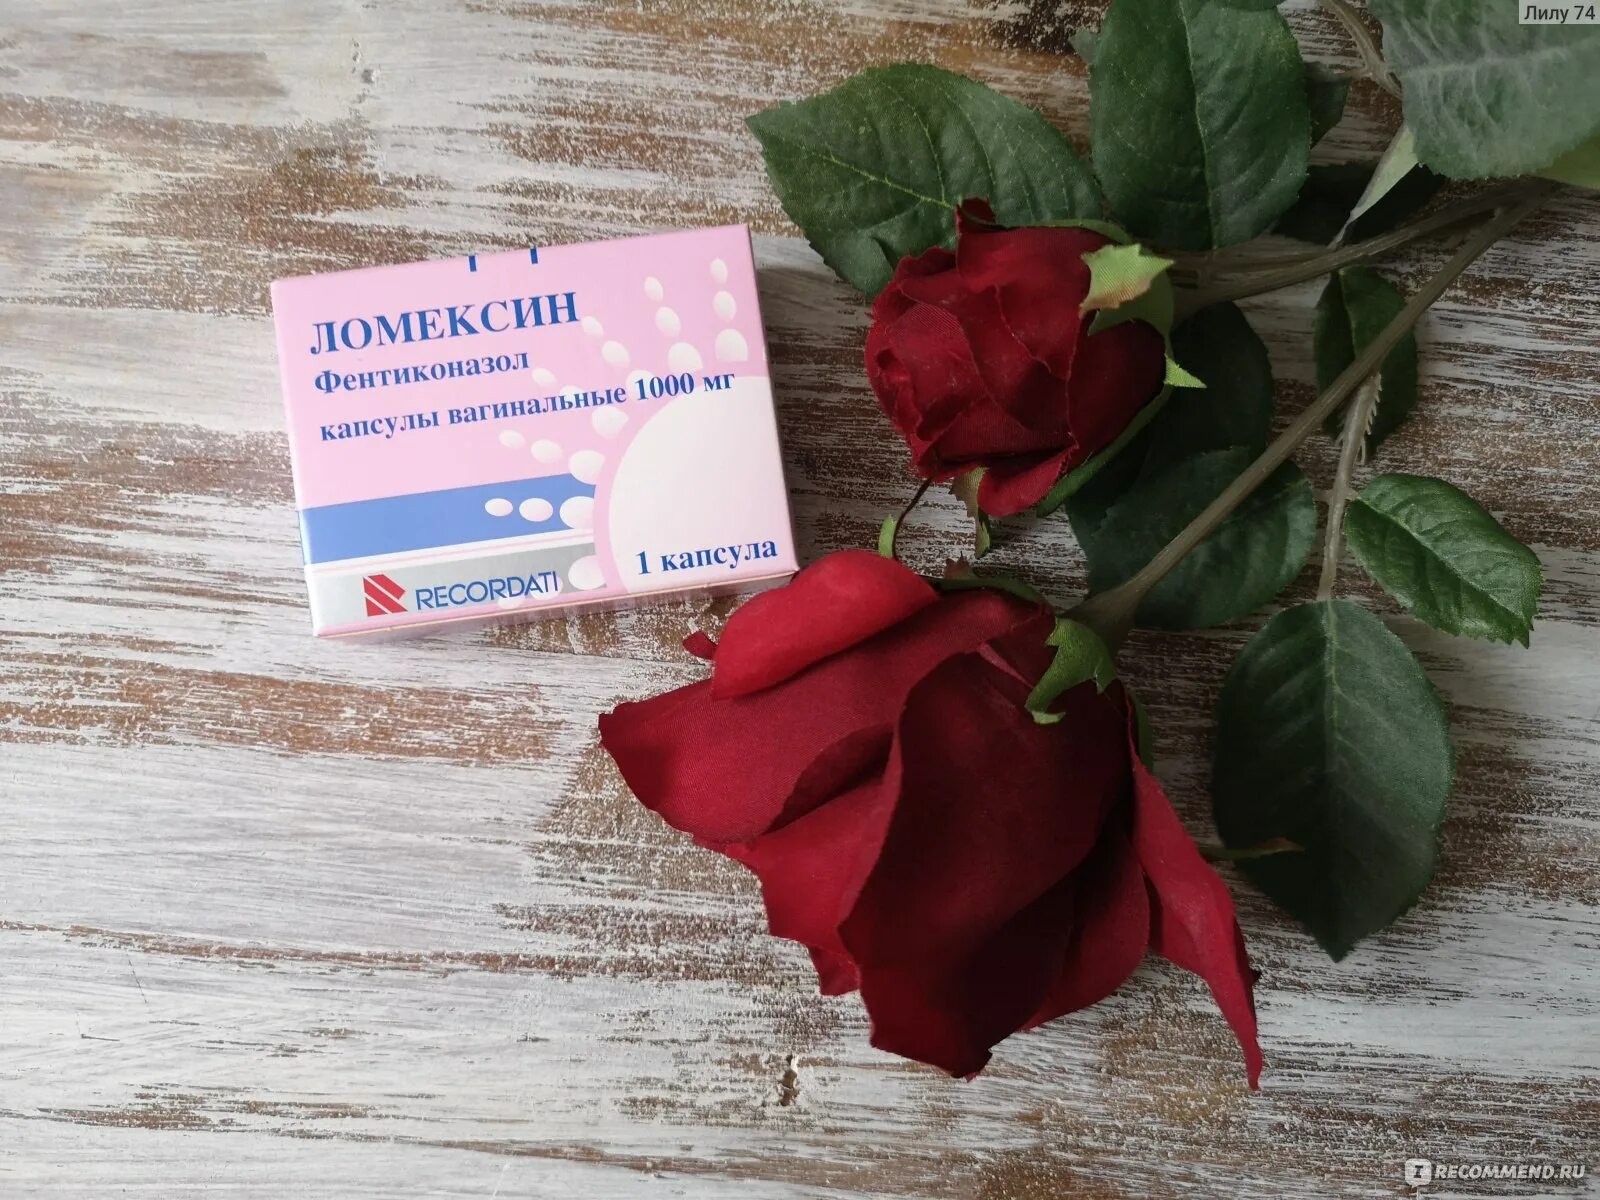 Лилу 74
ЛОМЕКСИН
Фентиконазол
капсулы вагинальные 1000 мг
1 капсула
RECORDATI
RECOMMEND.RU